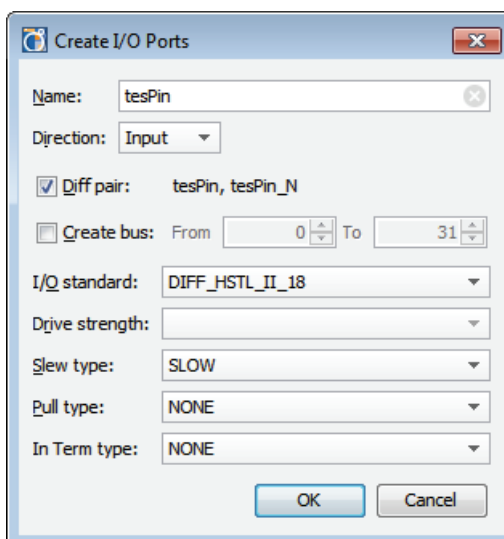 Create I/O Ports
Name: tesPin
Direction: Input
Diff pair: tesPin, tesPin_N
Create bus: From 0 To 31
I/O standard: DIFF_HSTL_II_18
Drive strength:
Slew type: SLOW
Pull type: NONE
In Term type: NONE
OK Cancel